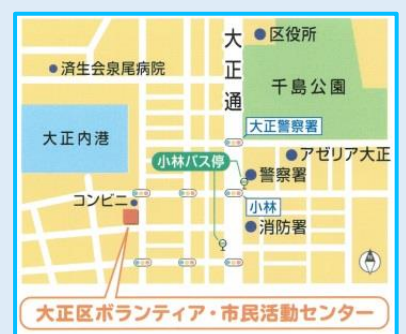 区役所
大正通
済生会泉尾病院
千島公園
大正内港
大正警察署
小林バス停
アゼリア大正
警察署
コンビニ
小林
消防署
大正区ボランティア・市民活動センター